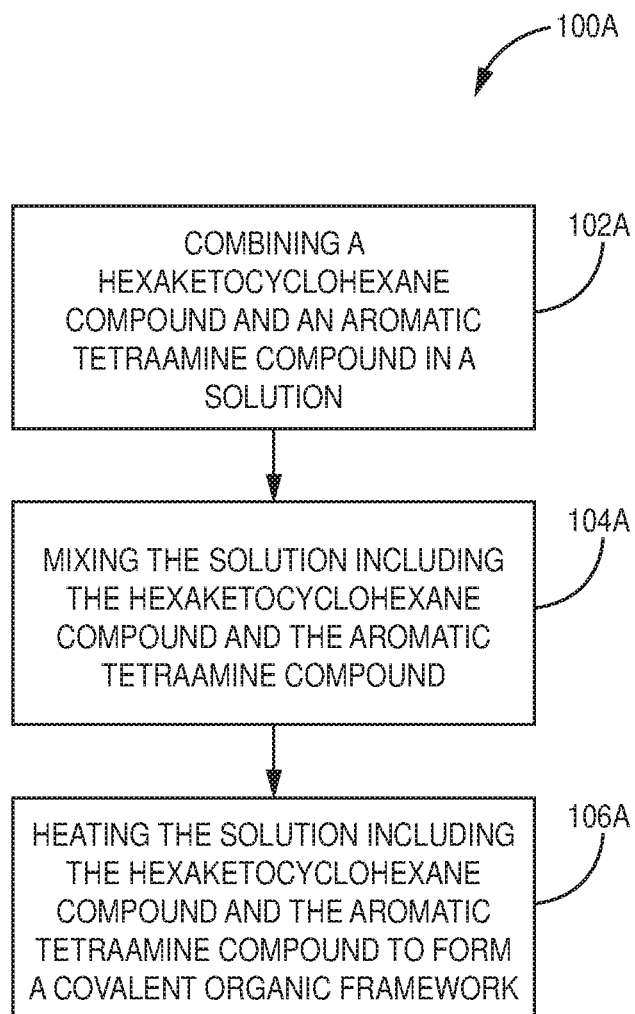 100A
102A
COMBINING A
HEXAKETOCYCLOHEXANE
COMPOUND AND AN AROMATIC
TETRAAMINE COMPOUND IN A
SOLUTION
104A
MIXING THE SOLUTION INCLUDING
THE HEXAKETOCYCLOHEXANE
COMPOUND AND THE AROMATIC
TETRAAMINE COMPOUND
106A
HEATING THE SOLUTION INCLUDING
THE HEXAKETOCYCLOHEXANE
COMPOUND AND THE AROMATIC
TETRAAMINE COMPOUND TO FORM
A COVALENT ORGANIC FRAMEWORK